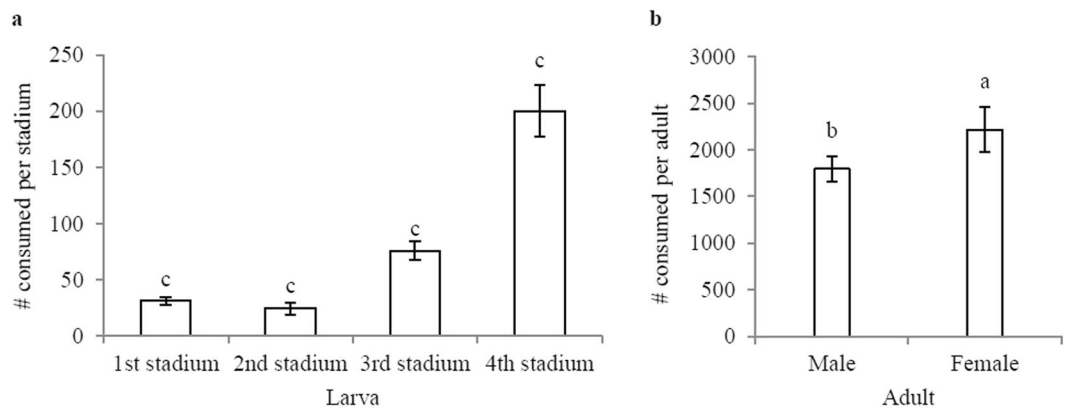 a
# consumed per stadium
250
200
150
100
50
0
c
c
c
c
1st stadium 2nd stadium 3rd stadium 4th stadium
Larva
b
# consumed per adult
3000
2500
2000
1500
1000
500
0
b
a
Male Female
Adult